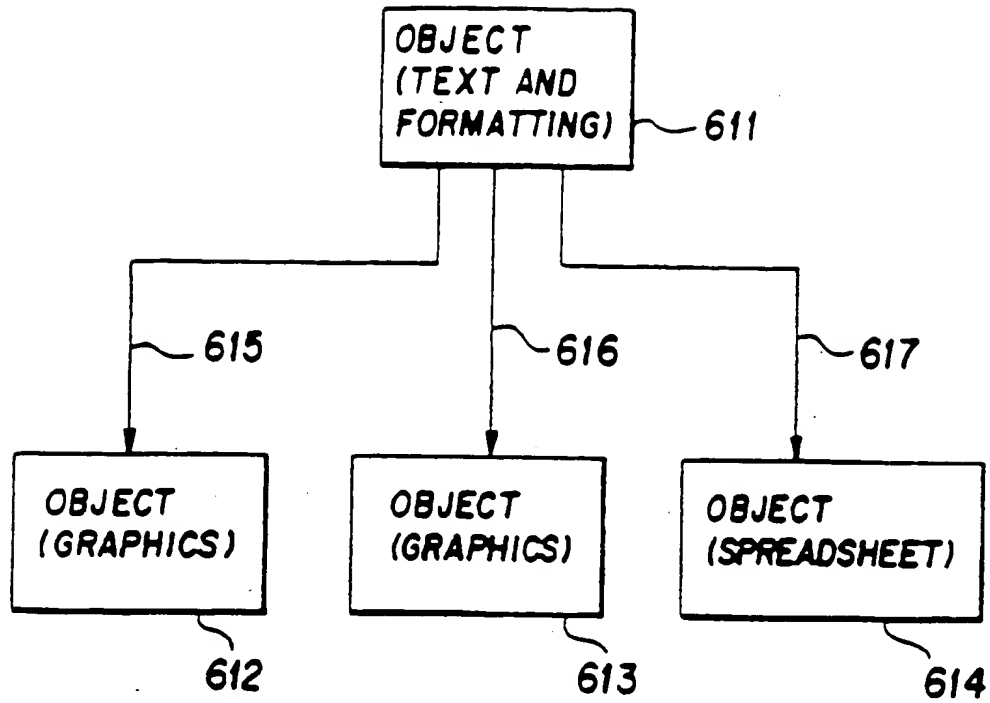 OBJECT
(TEXT AND
FORMATTING)
611
615
616
617
OBJECT
(GRAPHICS)
OBJECT
(GRAPHICS)
OBJECT
(SPREADSHEET)
612
613
614